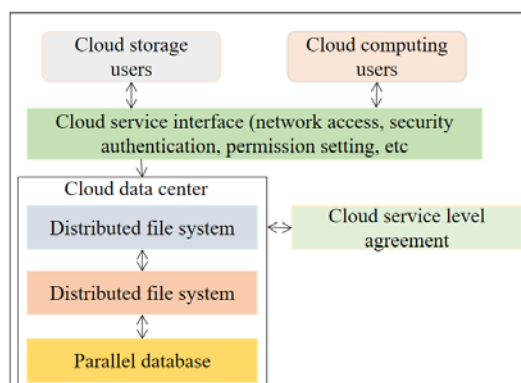 Cloud storage
users
Cloud computing
users
Cloud service interface (network access, security
authentication, permission setting, etc
Cloud data center
Distributed file system
Cloud service level
agreement
Distributed file system
Parallel database